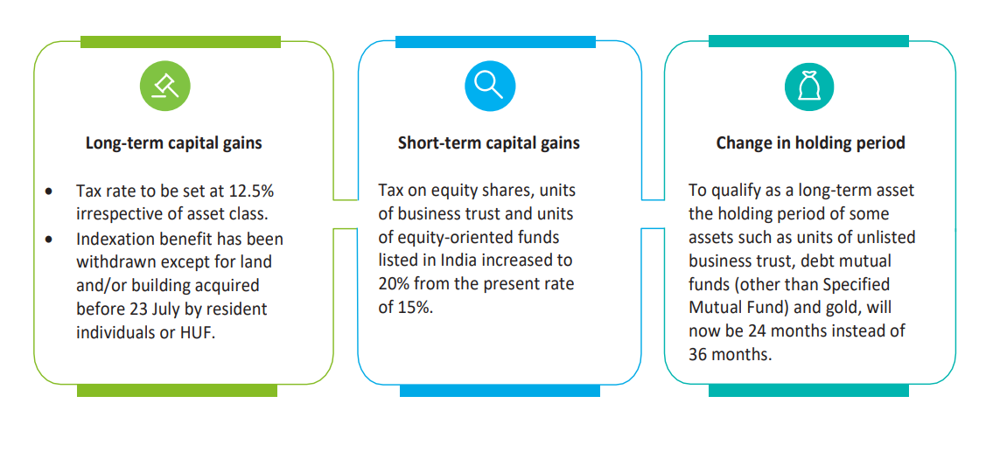 Long-term capital gains
• Tax rate to be set at 12.5%
irrespective of asset class.
• Indexation benefit has been
withdrawn except for land
and/or building acquired
before 23 July by resident
individuals or HUF.
Short-term capital gains
Tax on equity shares, units
of business trust and units
of equity-oriented funds
listed in India increased to
20% from the present rate
of 15%.
Change in holding period
To qualify as a long-term asset
the holding period of some
assets such as units of unlisted
business trust, debt mutual
funds (other than Specified
Mutual Fund) and gold, will
now be 24 months instead of
36 months.